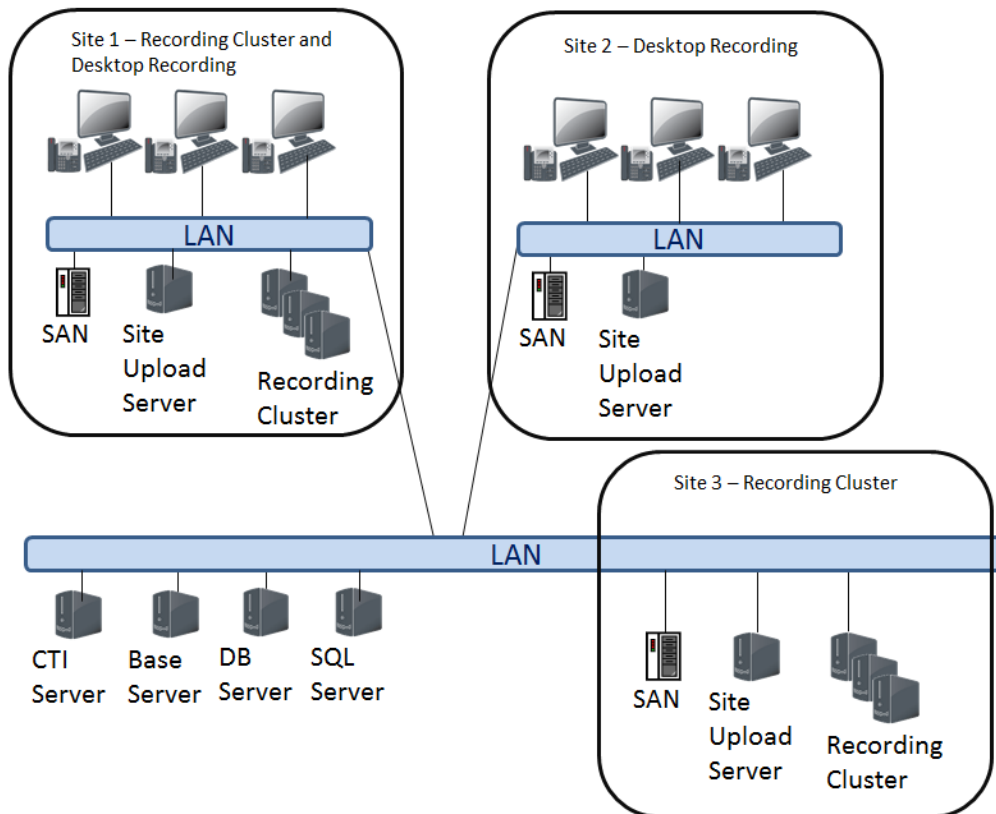 Site 1 – Recording Cluster and
Desktop Recording
LAN
SAN
Site
Upload
Server
Recording
Cluster
Site 2 – Desktop Recording
LAN
SAN
Site
Upload
Server
LAN
CTI
Server
Base
Server
DB
Server
SQL
Server
Site 3 – Recording Cluster
SAN
Site
Upload
Server
Recording
Cluster